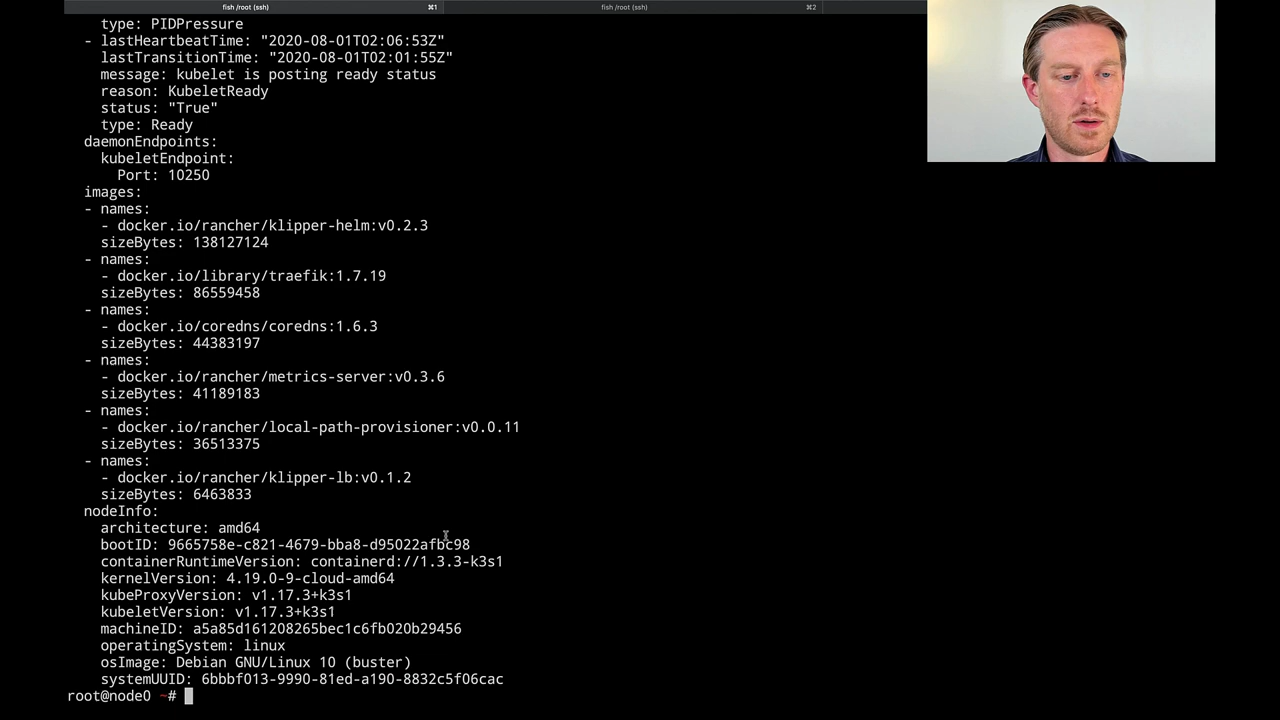 fish /root (ssh) ⌘1 fish /root (ssh) ⌘2
type: PIDPressure
- lastHeartbeatTime: "2020-08-01T02:06:53Z"
lastTransitionTime: "2020-08-01T02:01:55Z"
message: kubelet is posting ready status
reason: KubeletReady
status: "True"
type: Ready
daemonEndpoints:
kubeletEndpoint:
Port: 10250
images:
- names:
- docker.io/rancher/klipper-helm:v0.2.3
sizeBytes: 138127124
- names:
- docker.io/library/traefik:1.7.19
sizeBytes: 86559458
- names:
- docker.io/coredns/coredns:1.6.3
sizeBytes: 44383197
- names:
- docker.io/rancher/metrics-server:v0.3.6
sizeBytes: 41189183
- names:
- docker.io/rancher/local-path-provisioner:v0.0.11
sizeBytes: 36513375
- names:
- docker.io/rancher/klipper-lb:v0.1.2
sizeBytes: 6463833
nodeInfo:
architecture: amd64
bootID: 9665758e-c821-4679-bba8-d95022afbc98
containerRuntimeVersion: containerd://1.3.3-k3s1
kernelVersion: 4.19.0-9-cloud-amd64
kubeProxyVersion: v1.17.3+k3s1
kubeletVersion: v1.17.3+k3s1
machineID: a5a85d161208265bec1c6fb020b29456
operatingSystem: linux
osImage: Debian GNU/Linux 10 (buster)
systemUUID: 6bbbf013-9990-81ed-a190-8832c5f06cac
root@node0 ~#